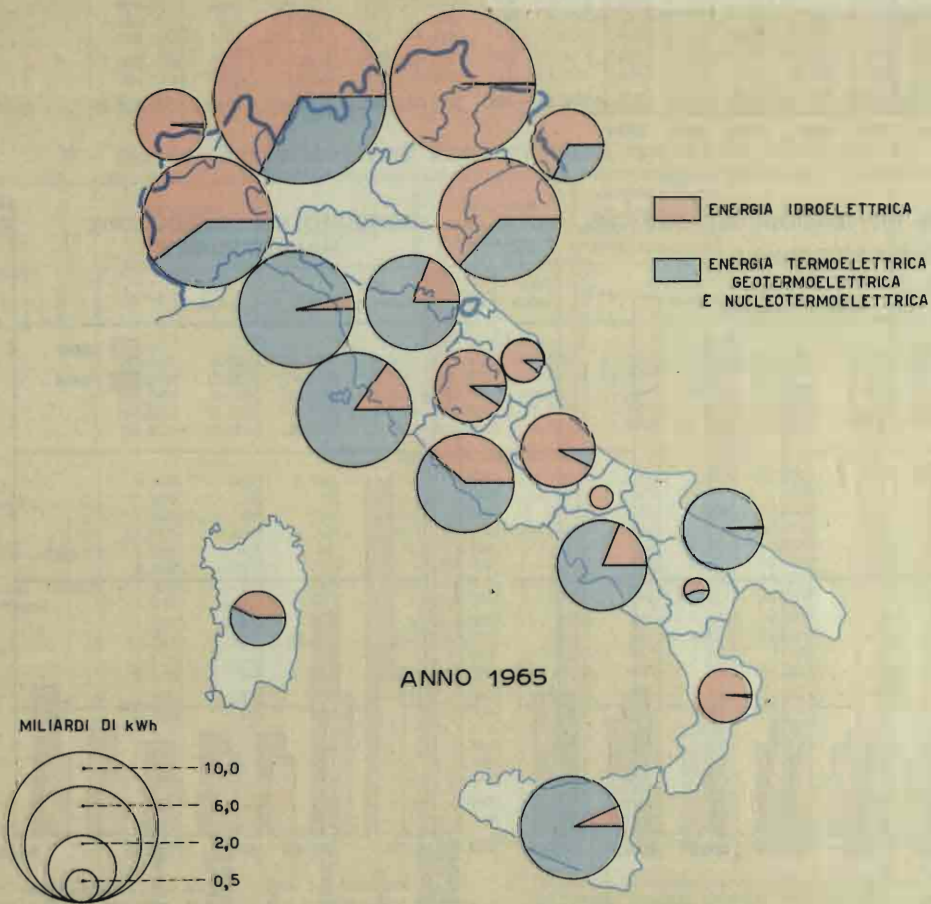 ENERGIA IDROELETTRICA
ENERGIA TERMOELETTRICA
GEOTERMOELETTRICA
E NUCLEOTERMOELETTRICA
ANNO 1965
MILIARDI DI kWh
10,0
6,0
2,0
0,5